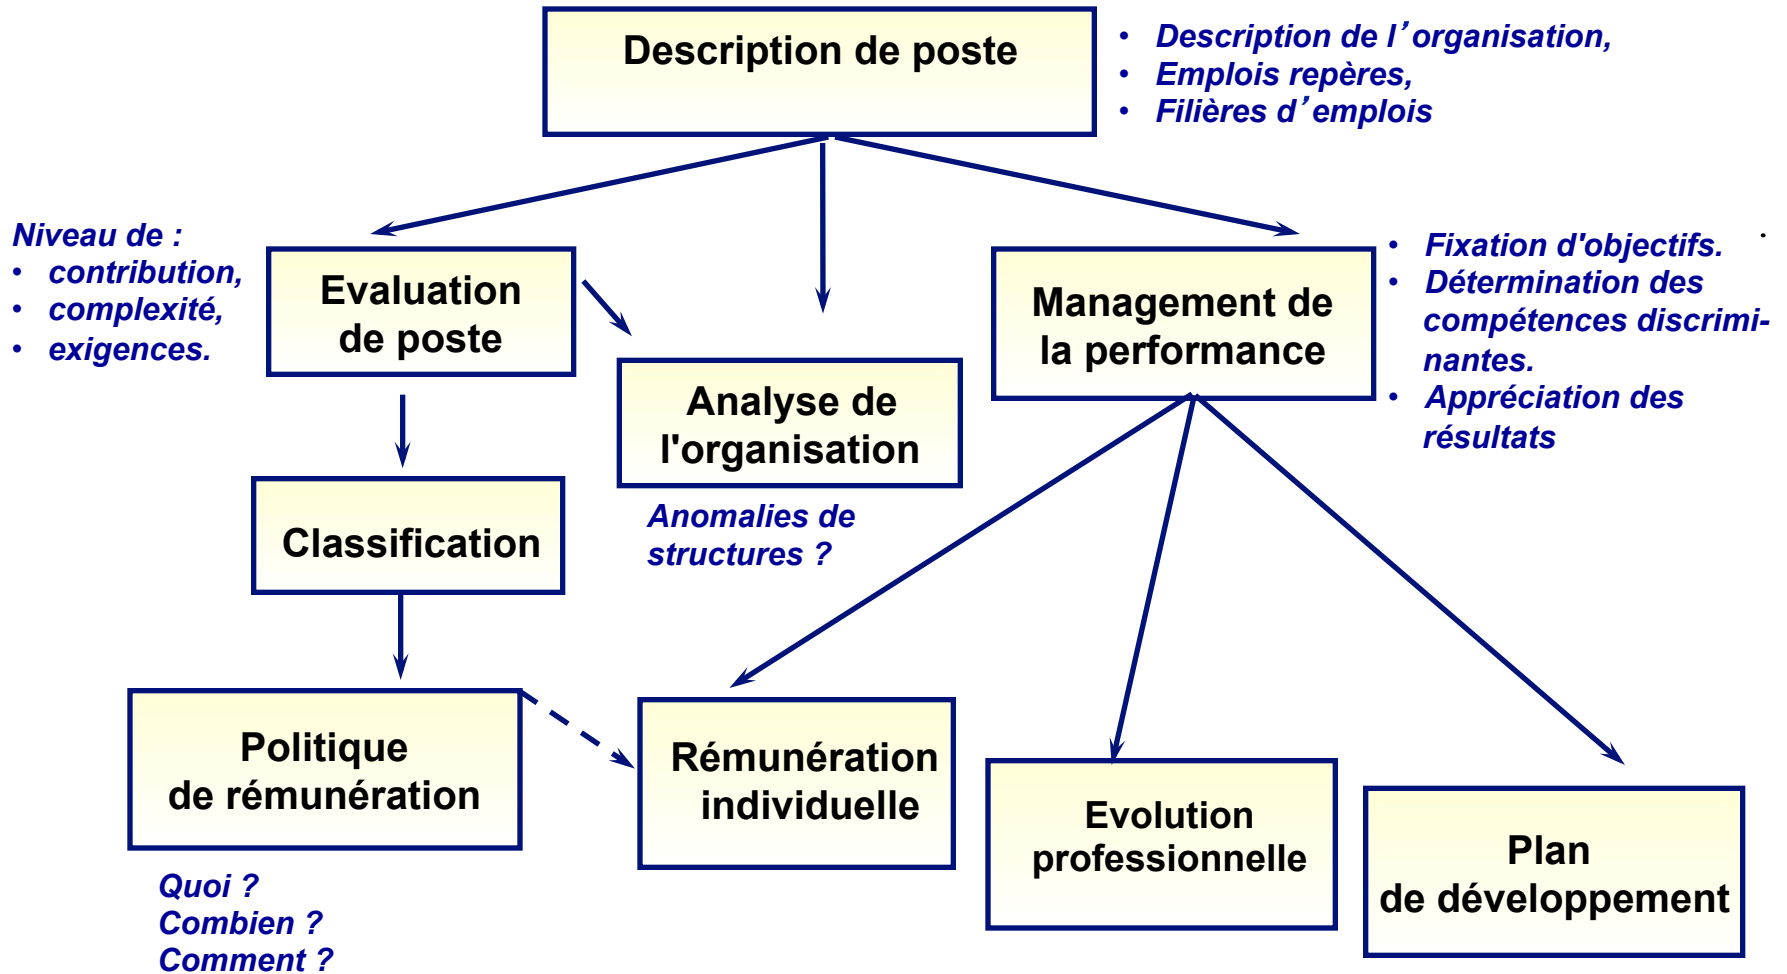 Description de poste
• Description de l’organisation,
• Emplois repères,
• Filières d’emplois
Niveau de :
• contribution,
• complexité,
• exigences.
Evaluation
de poste
Analyse de
l'organisation
Anomalies de
structures ?
Management de
la performance
• Fixation d'objectifs.
• Détermination des
compétences discrimi-
nantes.
• Appréciation des
résultats
.
Classification
Politique
de rémunération
Quoi ?
Combien ?
Comment ?
Rémunération
individuelle
Evolution
professionnelle
Plan
de développement